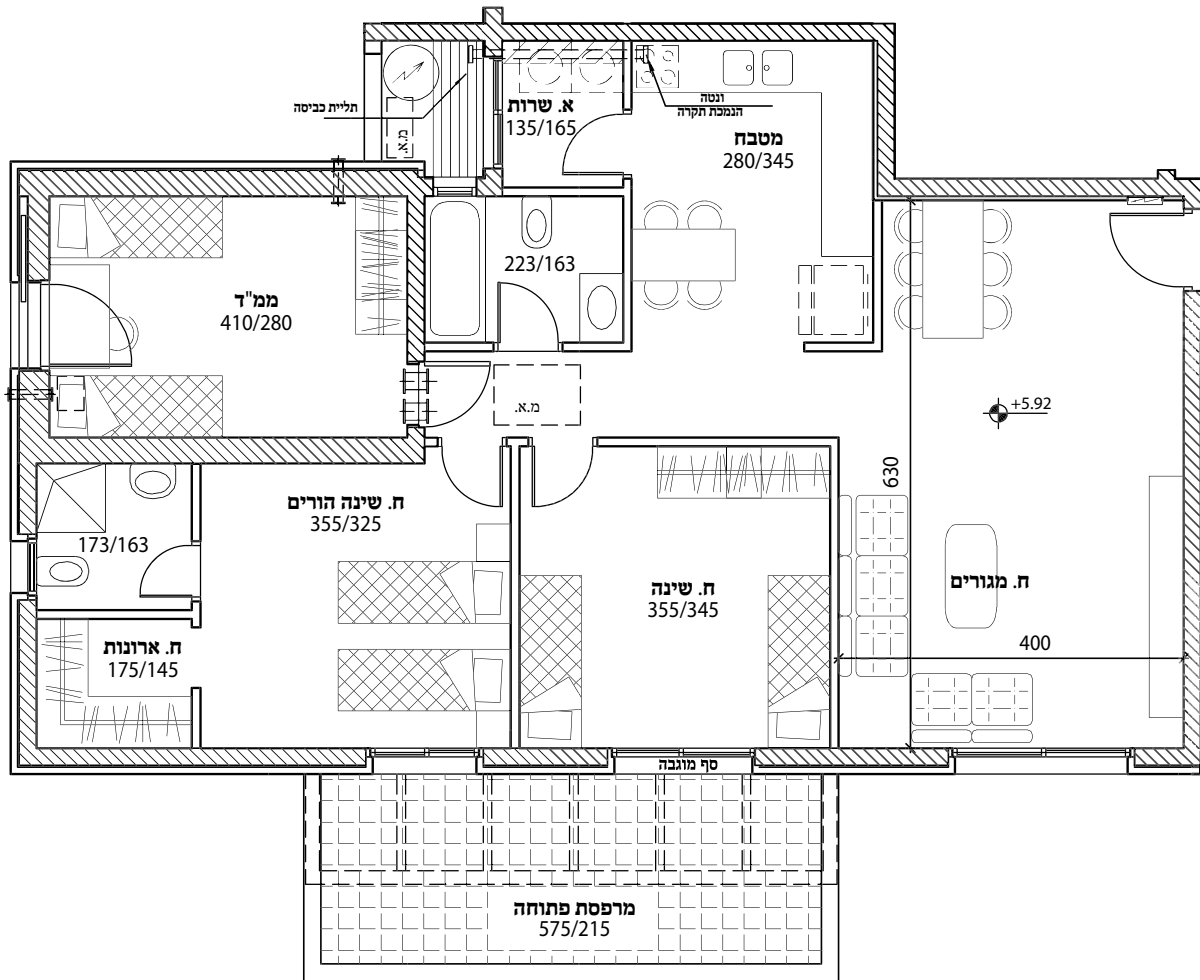 תליית כביסה
מ.א.
א. שרות
135/165
ונטה
הנמכת תקרה
מטבח
280/345
223/163
ממ"ד
410/280
מ.א.
+5.92
630
ח. שינה הורים
355/325
173/163
ח. שינה
355/345
ח. מגורים
400
ח. ארונות
175/145
סף מוגבה
מרפסת פתוחה
575/215